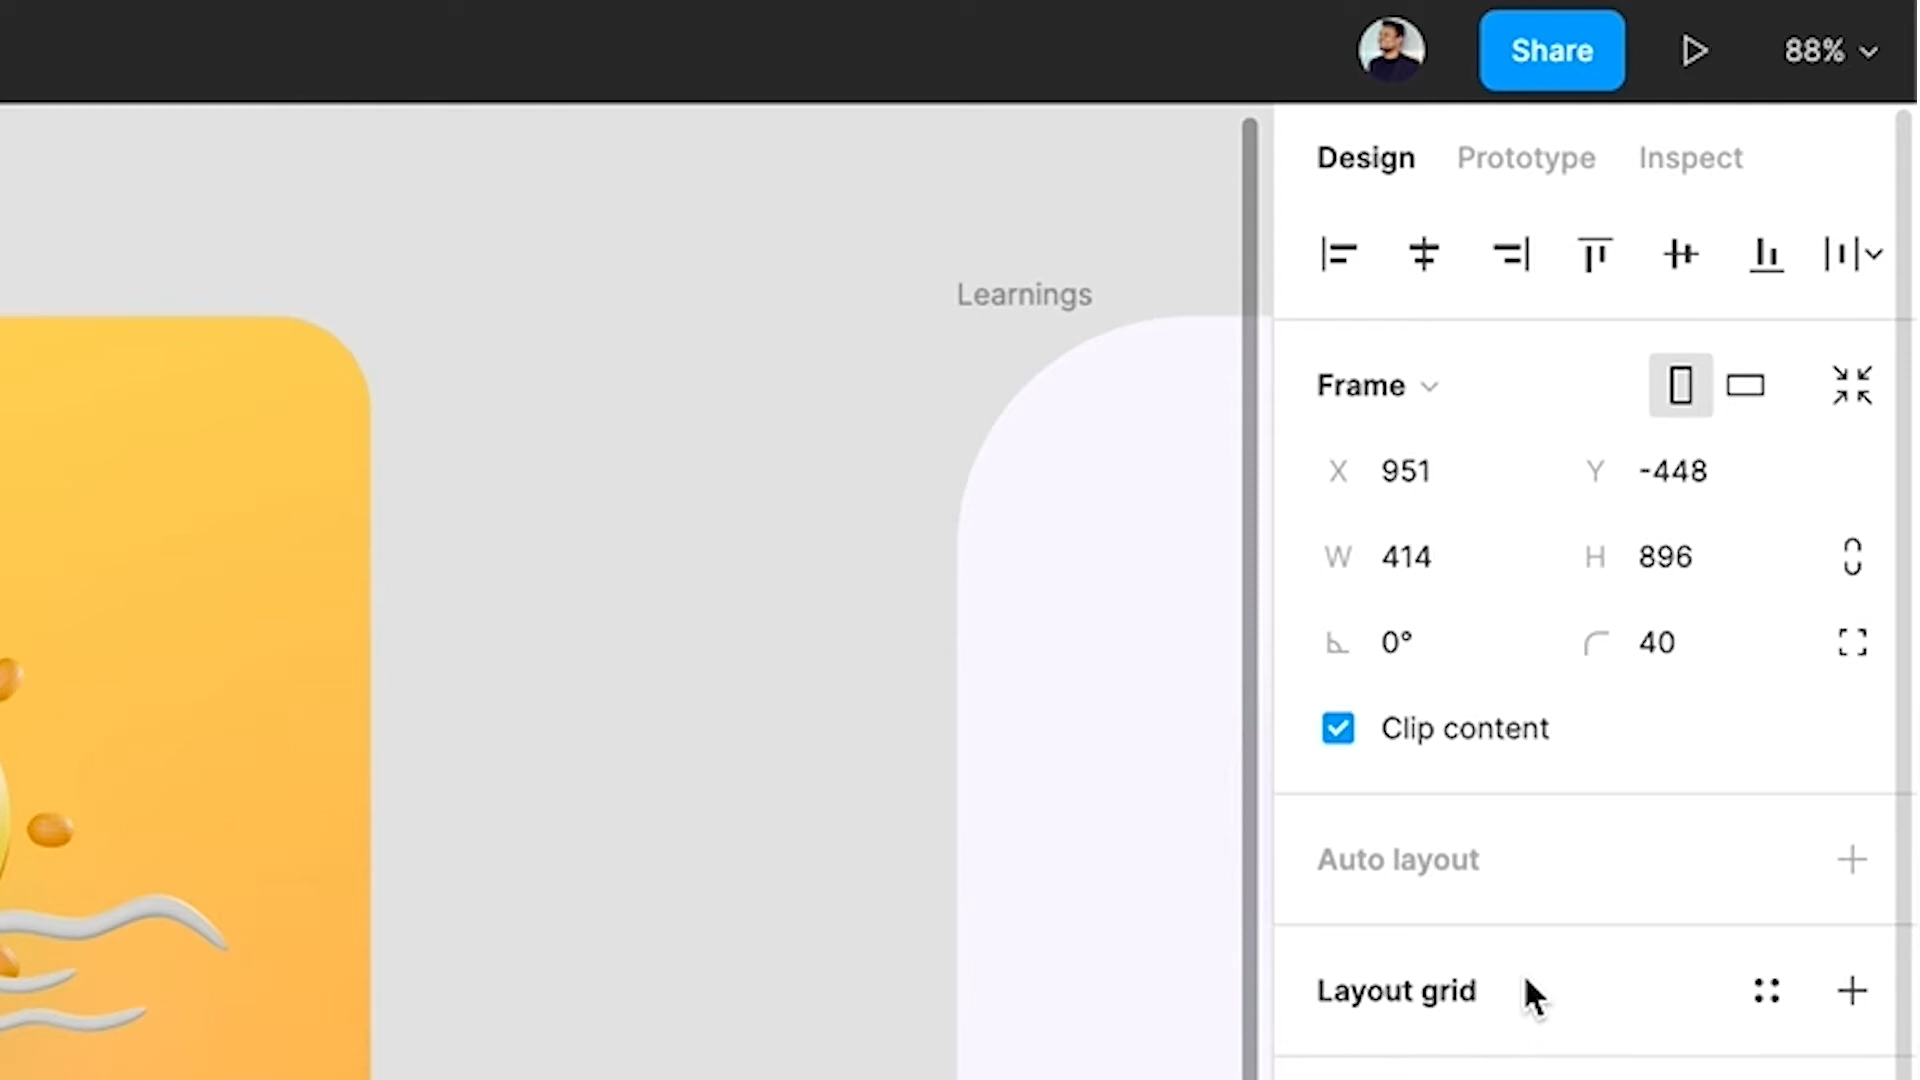 Share 88%
Design Prototype Inspect
Learnings
Frame
X 951 Y -448
W 414 H 896
0° 40
Clip content
Auto layout
Layout grid